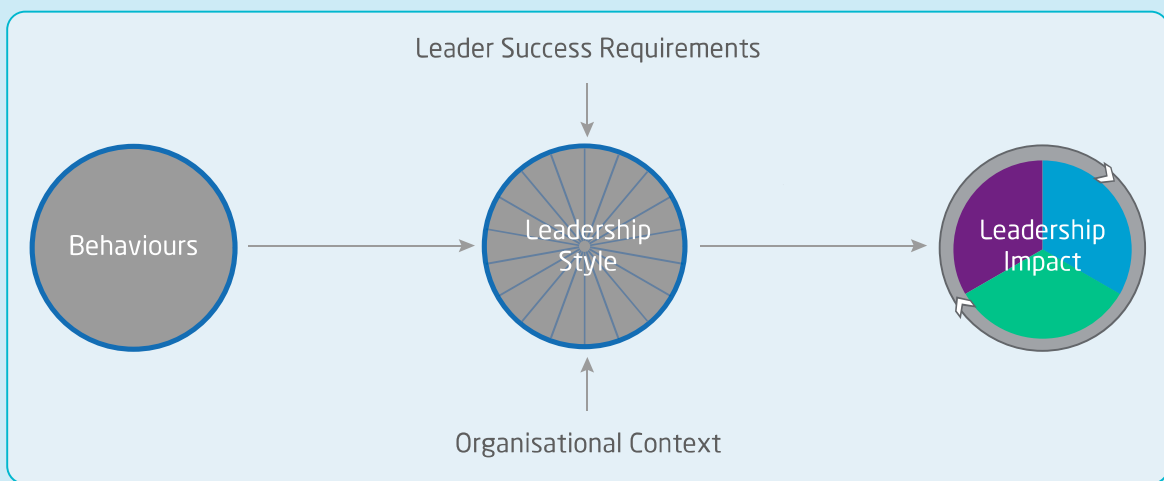 Leader Success Requirements
Behaviours
Leadership
Style
Leadership
Impact
Organisational Context